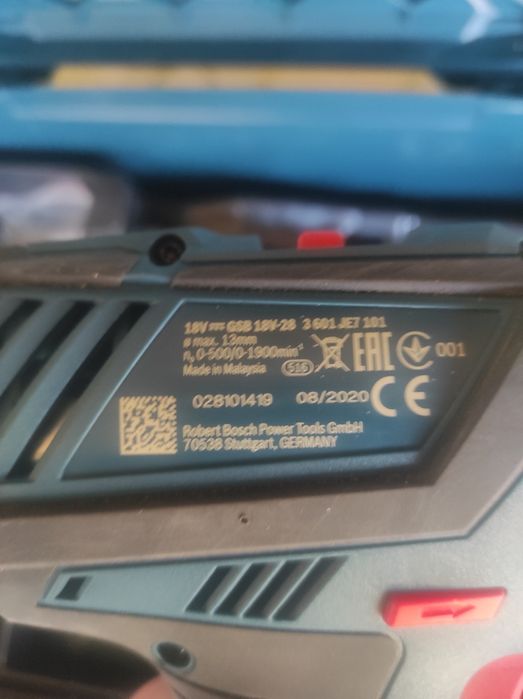 18V ⎓ GSB 18V-28 3 601 JE7 101
ø max. 13mm
n₀ 0-500/0-1900min⁻¹
Made in Malaysia 516 EAC 001
028101419 08/2020 CE
Robert Bosch Power Tools GmbH
70538 Stuttgart, GERMANY